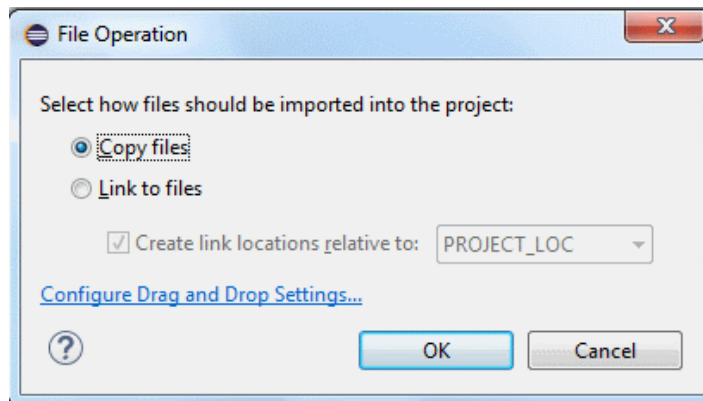 File Operation
Select how files should be imported into the project:
Copy files
Link to files
Create link locations relative to: PROJECT_LOC
Configure Drag and Drop Settings...
? OK Cancel